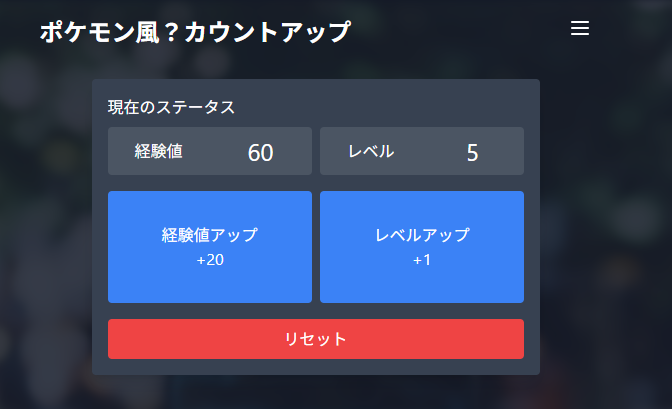 ポケモン風？カウントアップ
現在のステータス
経験値 60
レベル 5
経験値アップ
+20
レベルアップ
+1
リセット